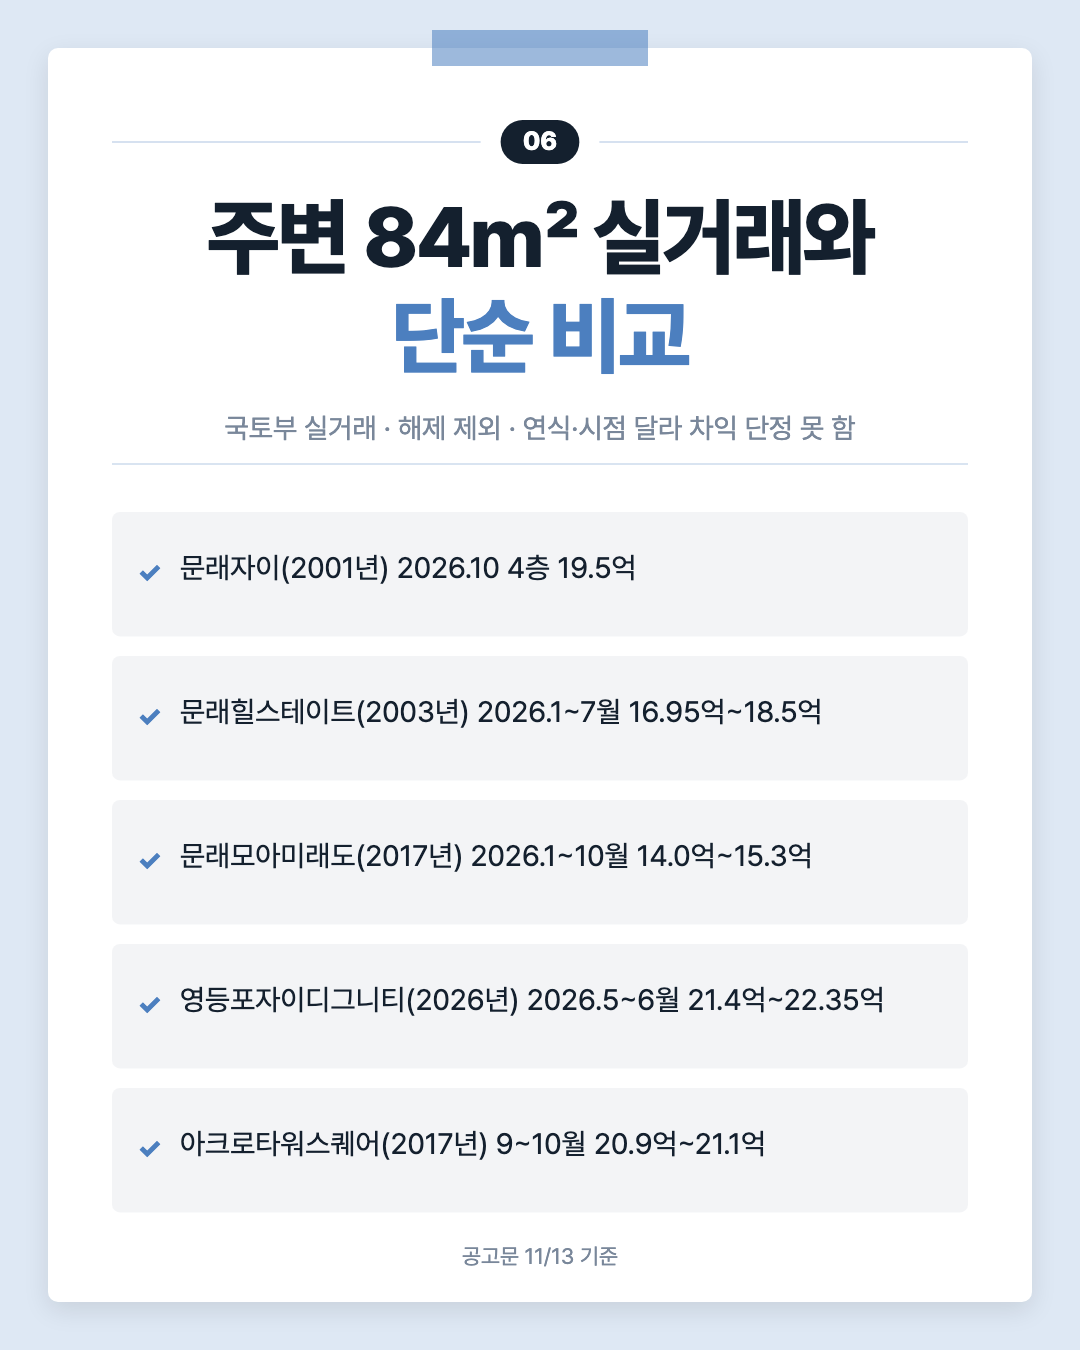 06
주변 84m² 실거래와
단순 비교
국토부 실거래 · 해제 제외 · 연식·시점 달라 차익 단정 못 함
문래자이(2001년) 2026.10 4층 19.5억
문래힐스테이트(2003년) 2026.1~7월 16.95억~18.5억
문래모아미래도(2017년) 2026.1~10월 14.0억~15.3억
영등포자이디그니티(2026년) 2026.5~6월 21.4억~22.35억
아크로타워스퀘어(2017년) 9~10월 20.9억~21.1억
공고문 11/13 기준